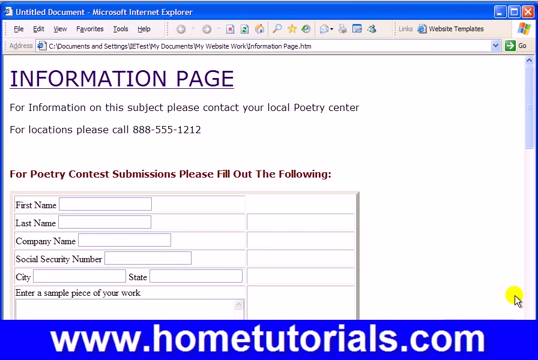 Untitled Document - Microsoft Internet Explorer
File Edit View Favorites Tools Help
Links Website Templates
Address C:\Documents and Settings\IETest\My Documents\My Website Work\Information Page.htm Go
INFORMATION PAGE
For Information on this subject please contact your local Poetry center
For locations please call 888-555-1212
For Poetry Contest Submissions Please Fill Out The Following:
First Name
Last Name
Company Name
Social Security Number
City State
Enter a sample piece of your work
www.hometutorials.com